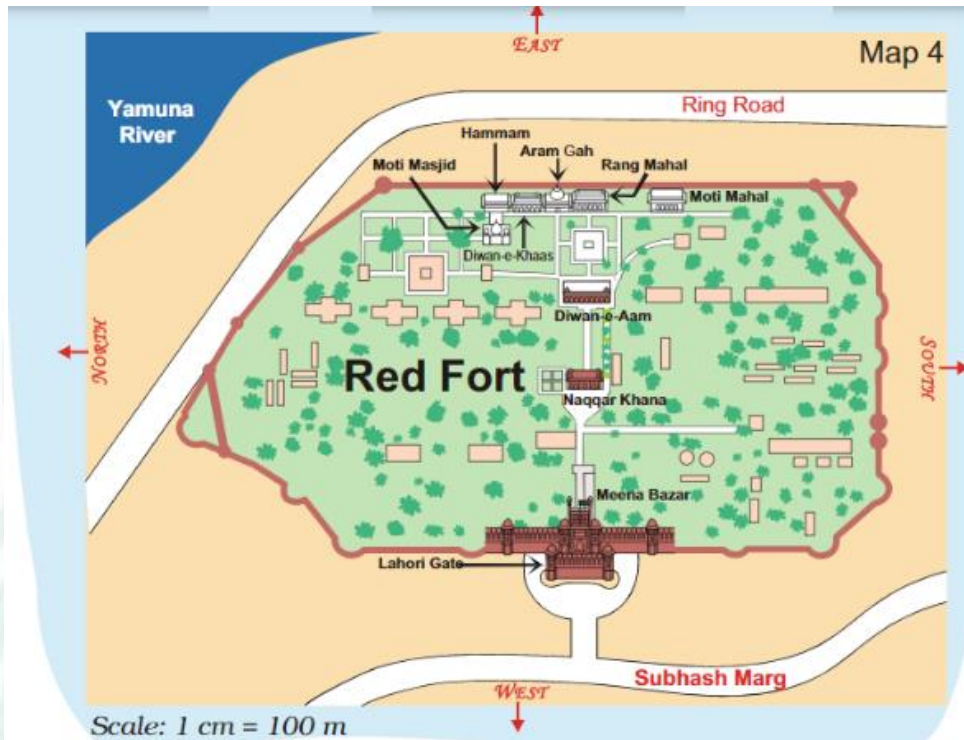 EAST
Map 4
Yamuna
River
Ring Road
Hammam
Aram Gah
Moti Masjid
Rang Mahal
Moti Mahal
Diwan-e-Khaas
Diwan-e-Aam
NORTH
SOUTH
Red Fort
Naqqar Khana
Meena Bazar
Lahori Gate
Subhash Marg
WEST
Scale: 1 cm = 100 m